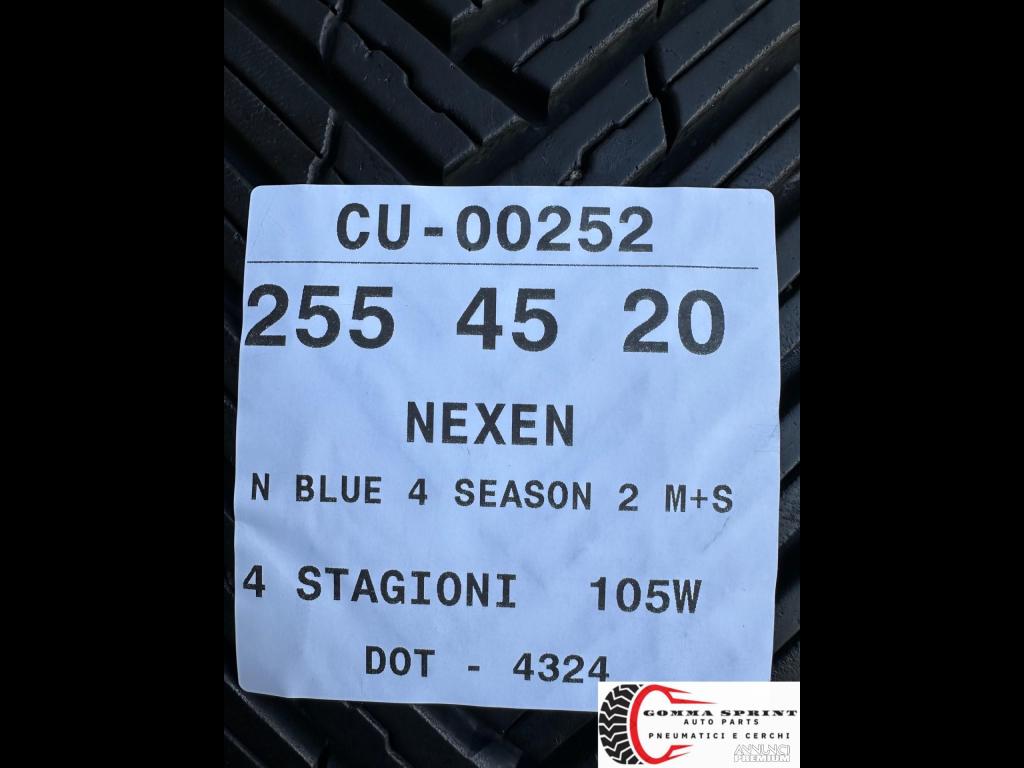 CU-00252
255 45 20
NEXEN
N BLUE 4 SEASON 2 M+S
4 STAGIONI 105W
DOT - 4324
GOMMA SPRINT
AUTO PARTS
PNEUMATICI E CERCHI
ANNUNCI
PREMIUM